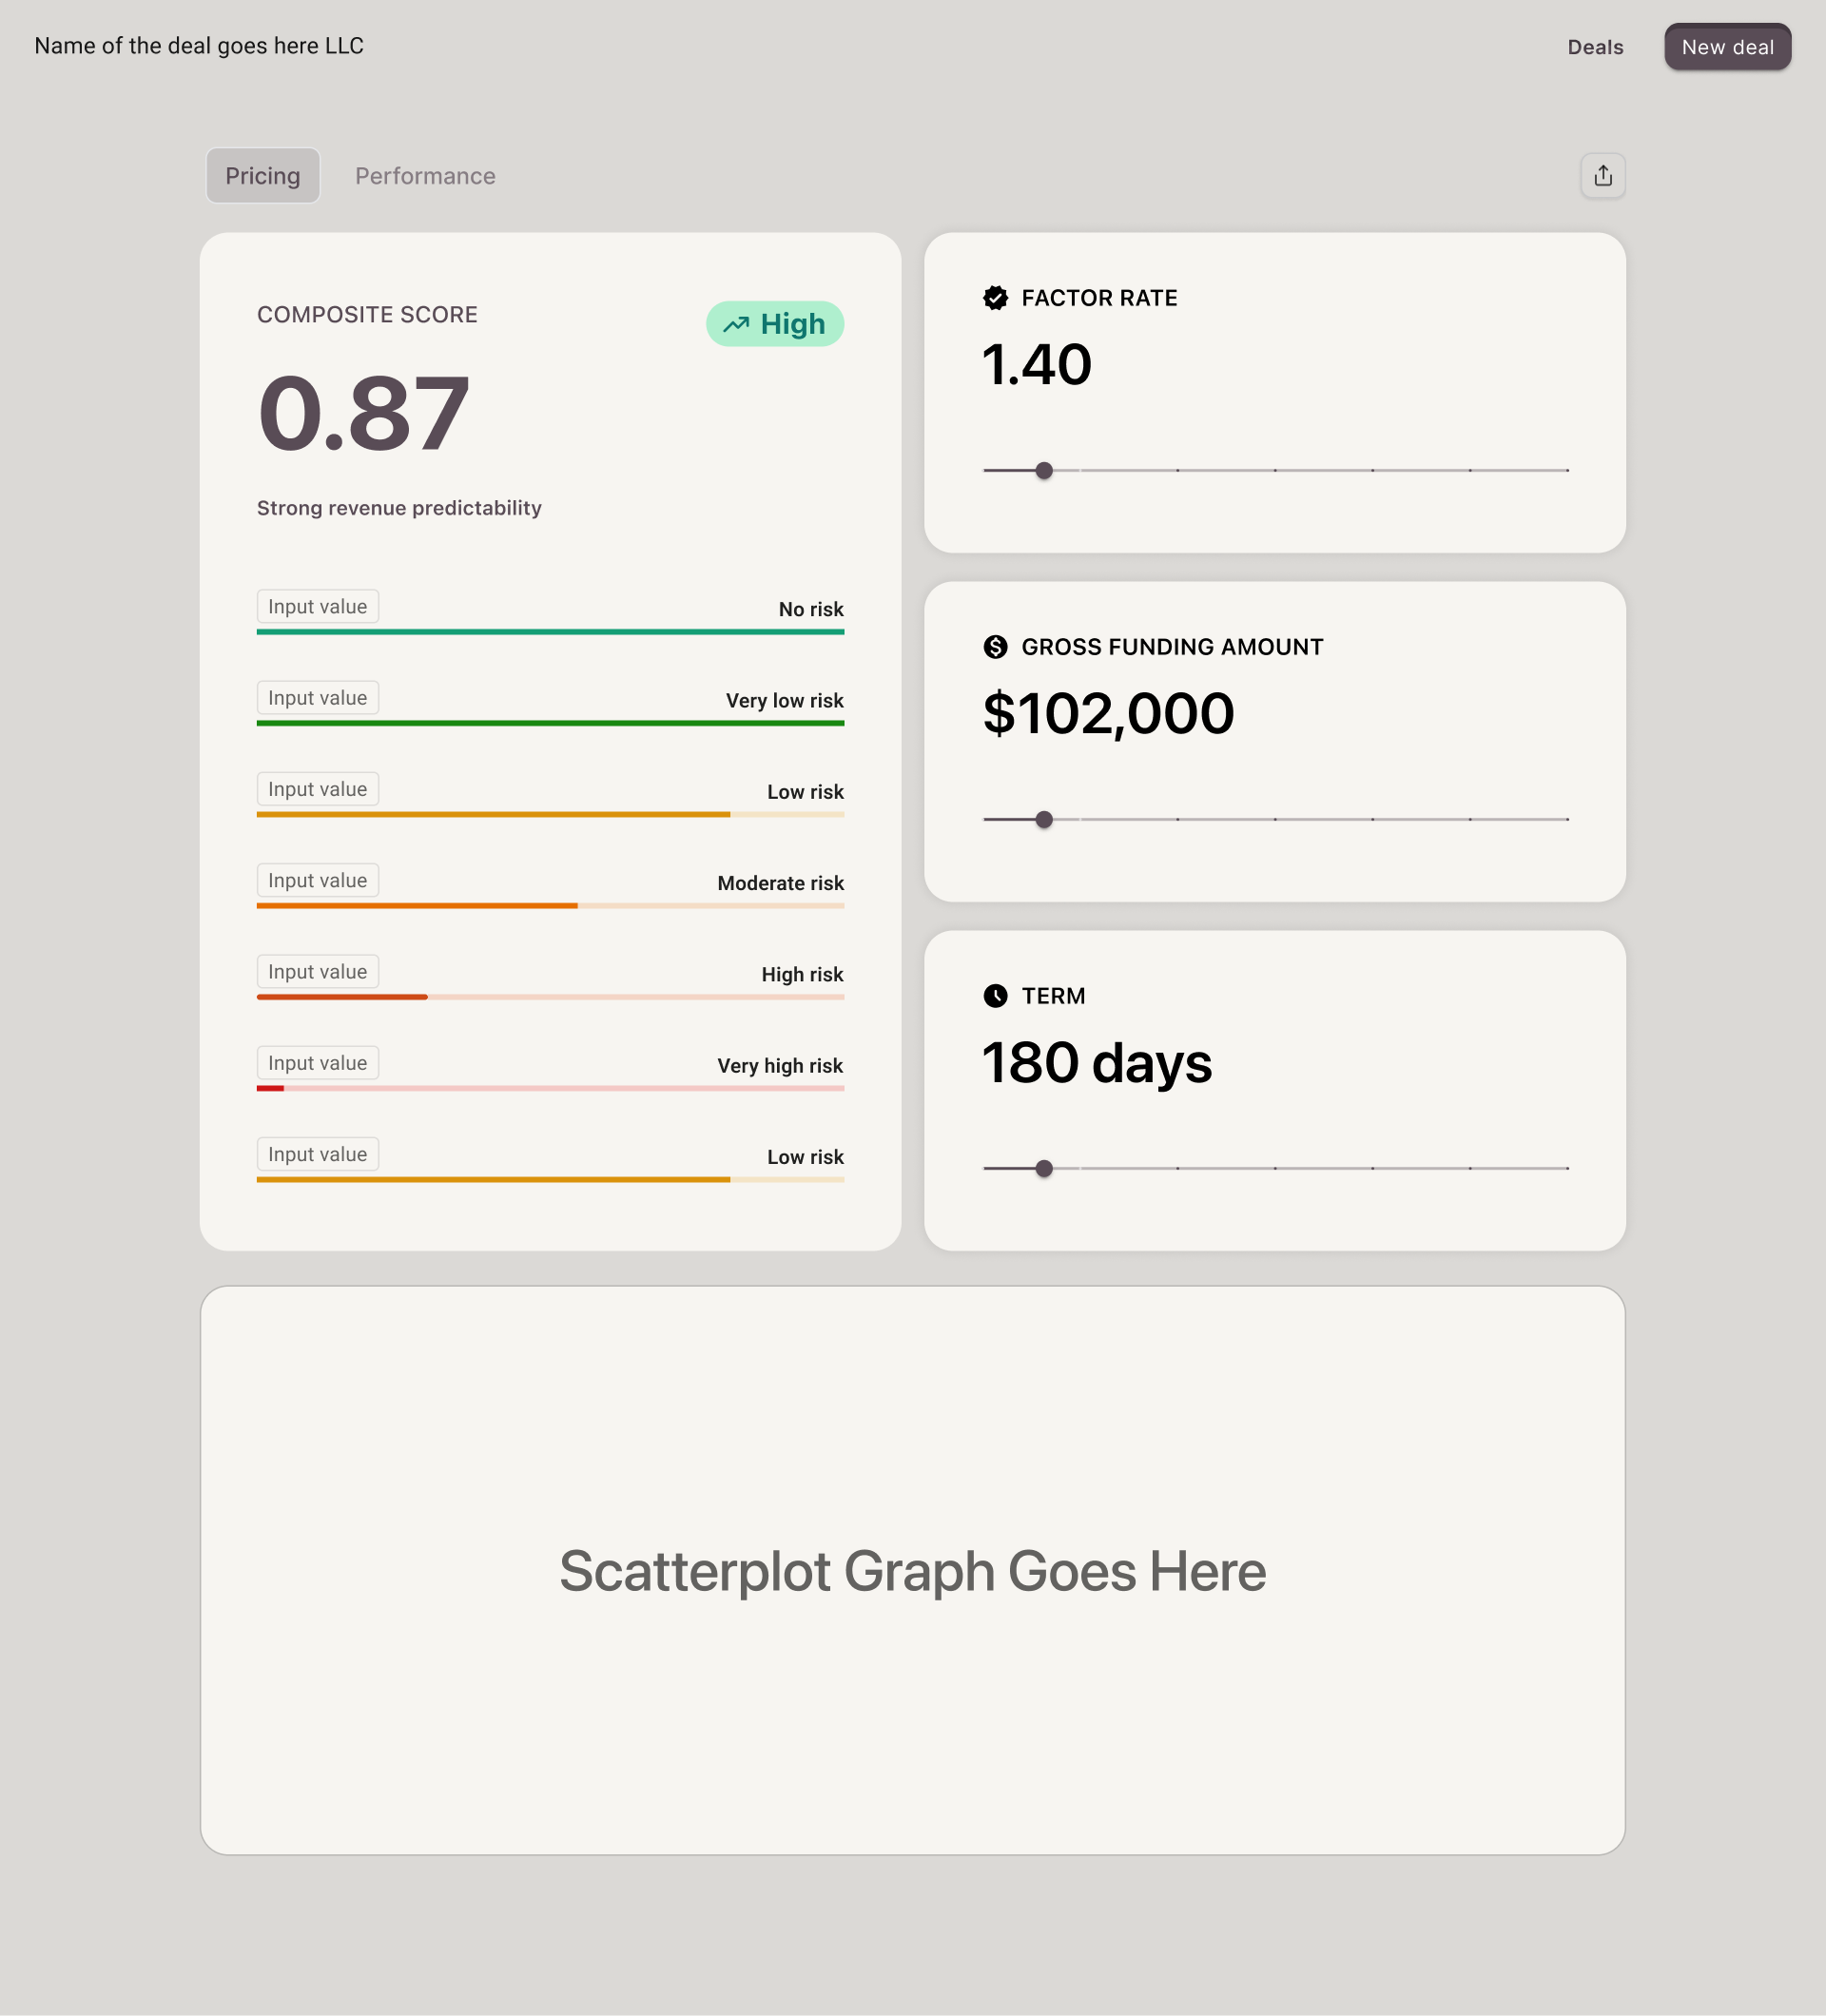 Name of the deal goes here LLC
Deals
New deal
Pricing
Performance
COMPOSITE SCORE
High
0.87
Strong revenue predictability
Input value
No risk
Input value
Very low risk
Input value
Low risk
Input value
Moderate risk
Input value
High risk
Input value
Very high risk
Input value
Low risk
FACTOR RATE
1.40
GROSS FUNDING AMOUNT
$102,000
TERM
180 days
Scatterplot Graph Goes Here